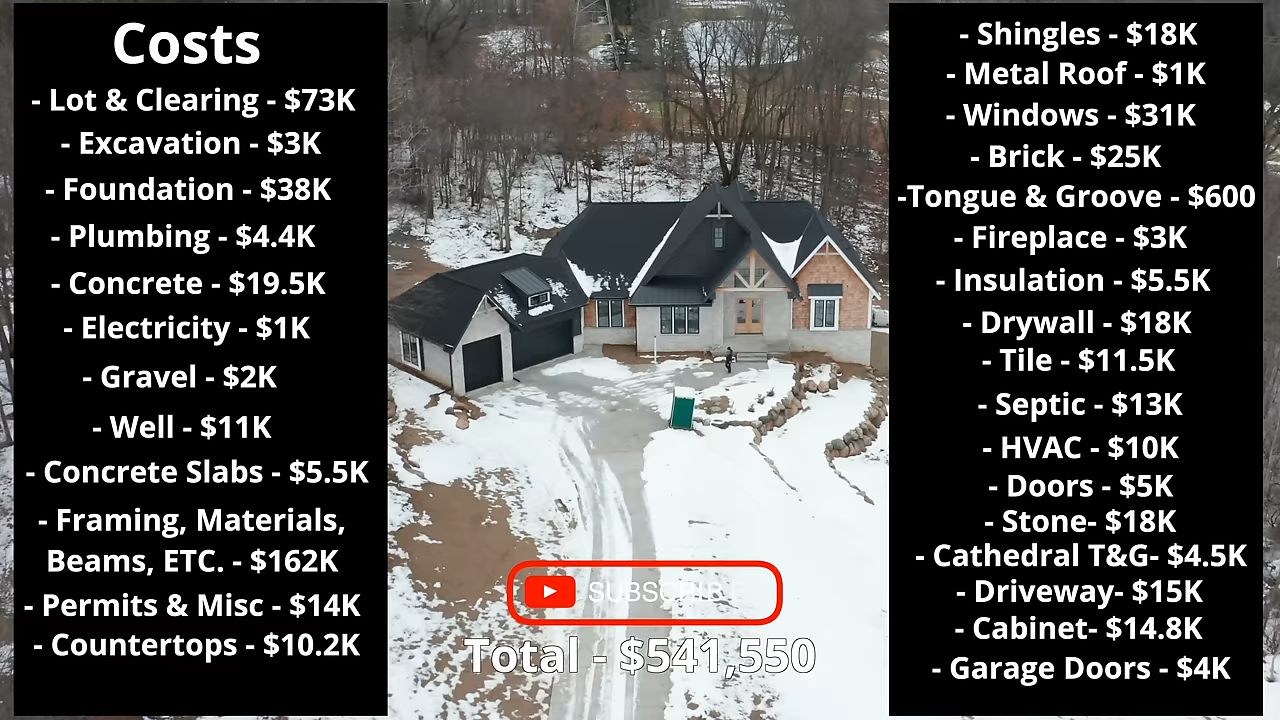 Costs
- Lot & Clearing - $73K
- Excavation - $3K
- Foundation - $38K
- Plumbing - $4.4K
- Concrete - $19.5K
- Electricity - $1K
- Gravel - $2K
- Well - $11K
- Concrete Slabs - $5.5K
- Framing, Materials,
Beams, ETC. - $162K
- Permits & Misc - $14K
- Countertops - $10.2K
- Shingles - $18K
- Metal Roof - $1K
- Windows - $31K
- Brick - $25K
-Tongue & Groove - $600
- Fireplace - $3K
- Insulation - $5.5K
- Drywall - $18K
- Tile - $11.5K
- Septic - $13K
- HVAC - $10K
- Doors - $5K
- Stone- $18K
- Cathedral T&G- $4.5K
- Driveway- $15K
- Cabinet- $14.8K
- Garage Doors - $4K
SUBSCRIBE
Total - $541,550